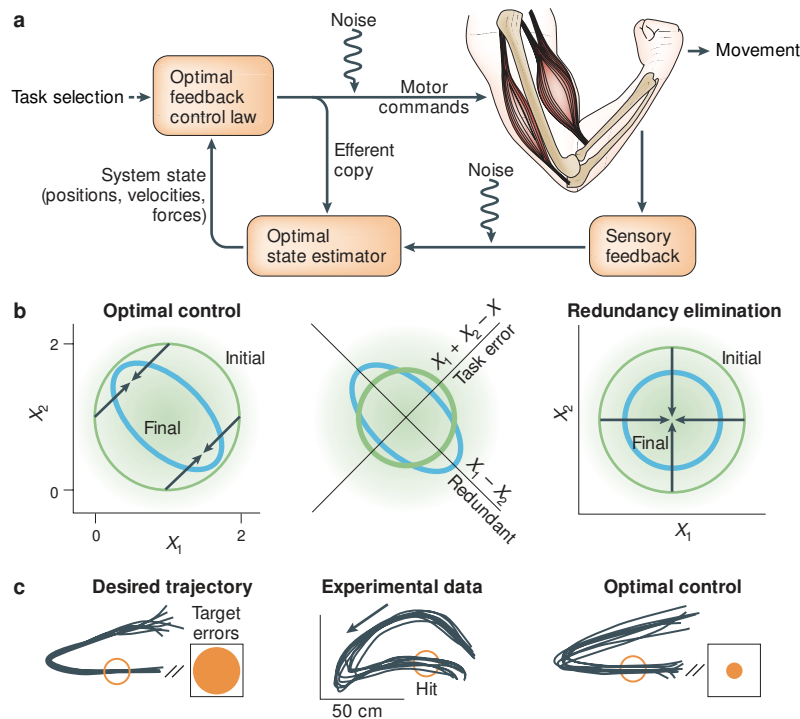 a
Noise
Movement
Task selection
Optimal
feedback
control law
Motor
commands
Efferent
copy
System state
(positions, velocities,
forces)
Noise
Optimal
state estimator
Sensory
feedback
b
Optimal control
Redundancy elimination
2
Initial
X₂
Final
0
0
X₁
2
X₁ + X₂ – X
Task error
X₁ – X₂
Redundant
Initial
X₂
Final
X₁
c
Desired trajectory
Experimental data
Optimal control
Target
errors
Hit
50 cm